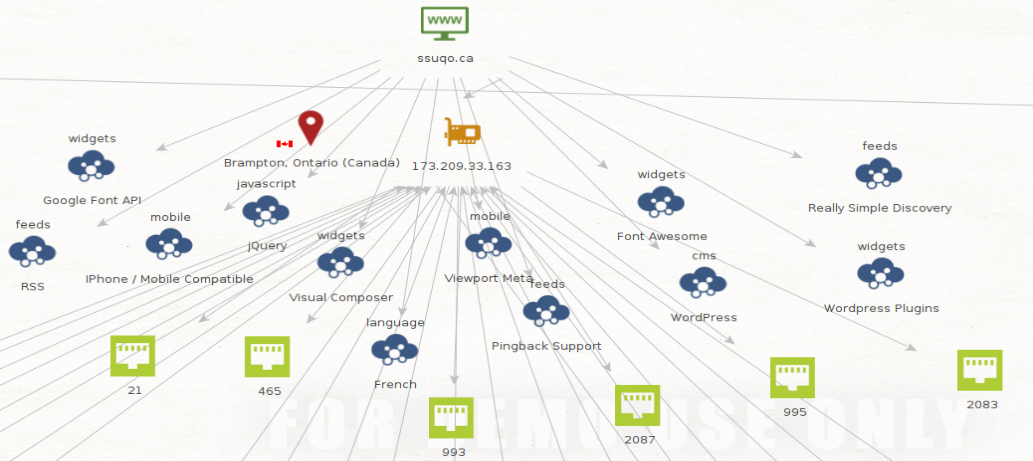 www
ssuqo.ca
widgets
Google Font API
Brampton, Ontario (Canada)
173.209.33.163
feeds
Really Simple Discovery
javascript
jQuery
widgets
Font Awesome
feeds
RSS
mobile
IPhone / Mobile Compatible
widgets
Visual Composer
mobile
Viewport Meta
feeds
Pingback Support
cms
WordPress
widgets
Wordpress Plugins
language
French
21
465
993
2087
995
2083
FOR DEMO USE ONLY